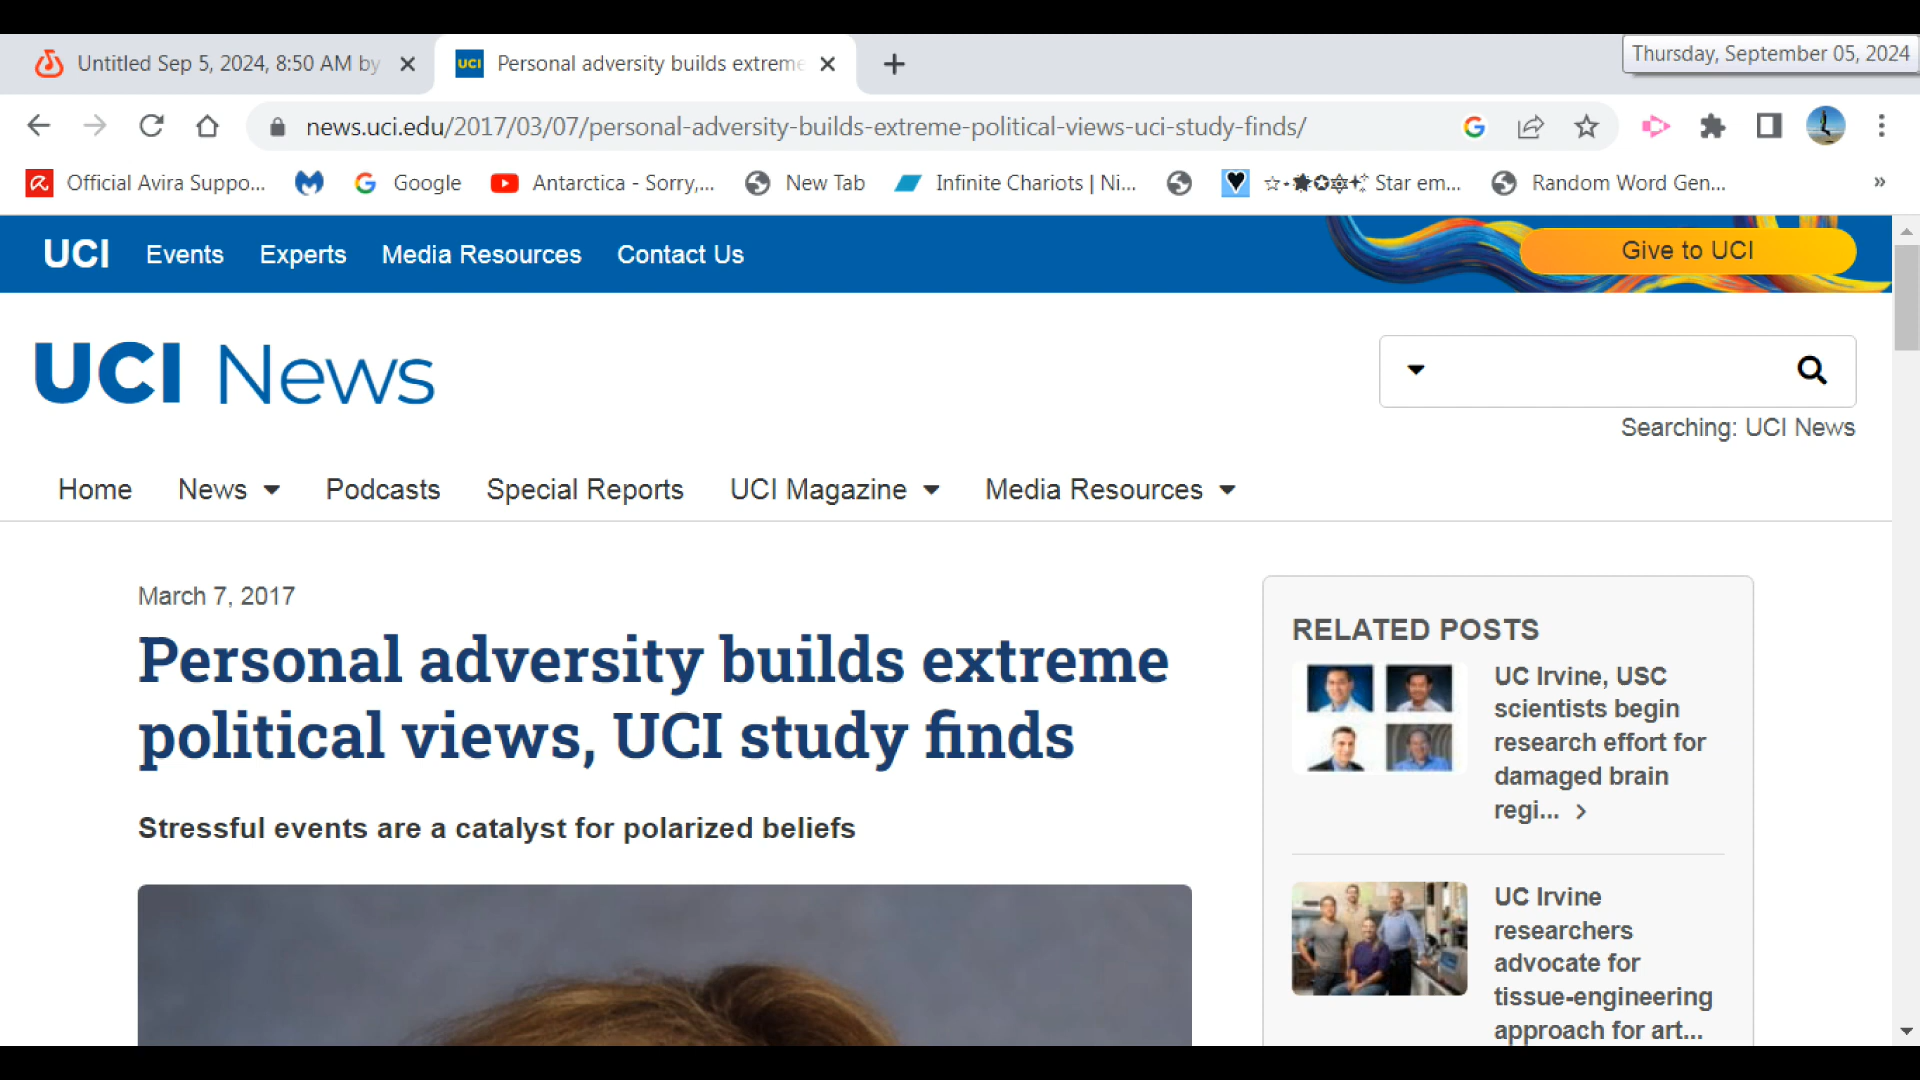 Untitled Sep 5, 2024, 8:50 AM by
UCI Personal adversity builds extreme
Thursday, September 05, 2024
news.uci.edu/2017/03/07/personal-adversity-builds-extreme-political-views-uci-study-finds/
Official Avira Suppo...
Google
Antarctica - Sorry,...
New Tab
Infinite Chariots | Ni...
☆⋆✸✪✡✦ Star em...
Random Word Gen...
»
UCI Events Experts Media Resources Contact Us
Give to UCI
UCI News
Searching: UCI News
Home News Podcasts Special Reports UCI Magazine Media Resources
March 7, 2017
Personal adversity builds extreme
political views, UCI study finds
Stressful events are a catalyst for polarized beliefs
RELATED POSTS
UC Irvine, USC
scientists begin
research effort for
damaged brain
regi...
UC Irvine
researchers
advocate for
tissue-engineering
approach for art...